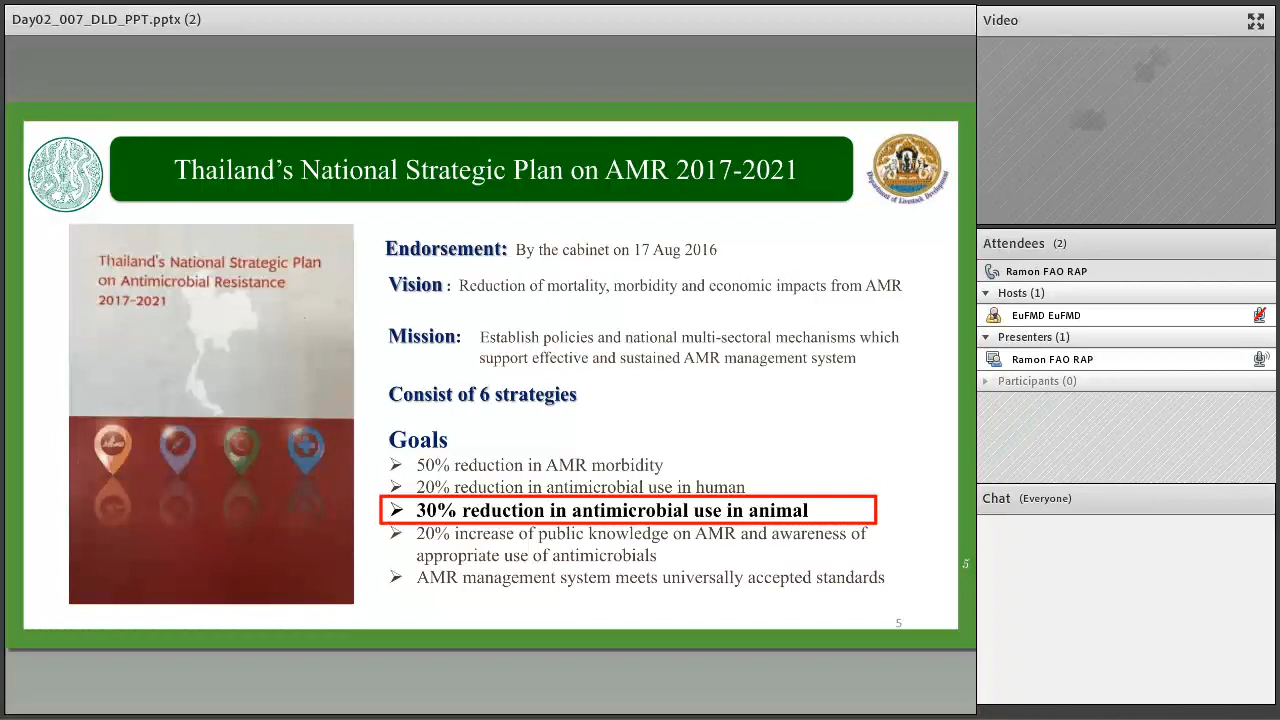 Day02_007_DLD_PPT.pptx (2)
Video
Thailand’s National Strategic Plan on AMR 2017-2021
Department of Livestock Development
Thailand's National Strategic Plan
on Antimicrobial Resistance
2017-2021
Endorsement: By the cabinet on 17 Aug 2016
Vision : Reduction of mortality, morbidity and economic impacts from AMR
Mission: Establish policies and national multi-sectoral mechanisms which
support effective and sustained AMR management system
Consist of 6 strategies
Goals
➢ 50% reduction in AMR morbidity
➢ 20% reduction in antimicrobial use in human
➢ 30% reduction in antimicrobial use in animal
➢ 20% increase of public knowledge on AMR and awareness of
appropriate use of antimicrobials
➢ AMR management system meets universally accepted standards
5
5
Attendees (2)
Ramon FAO RAP
Hosts (1)
EuFMD EuFMD
Presenters (1)
Ramon FAO RAP
Participants (0)
Chat (Everyone)